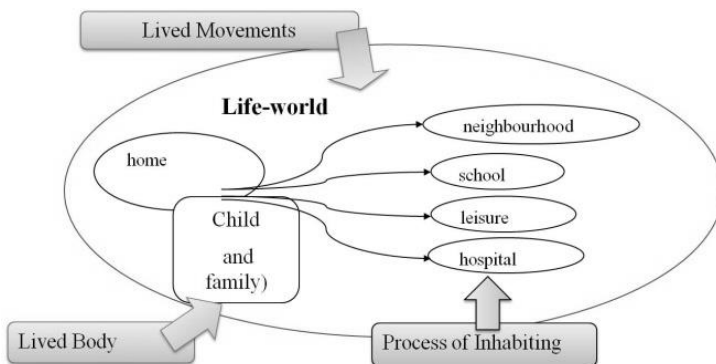 Lived Movements
Life-world
neighbourhood
home
school
Child
and
family)
leisure
hospital
Lived Body
Process of Inhabiting